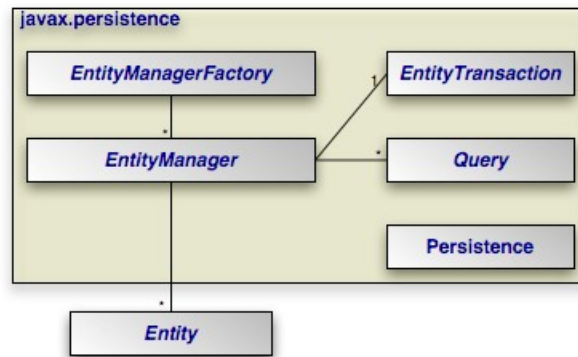 javax.persistence
EntityManagerFactory
EntityTransaction
1
*
EntityManager
*
Query
Persistence
*
Entity